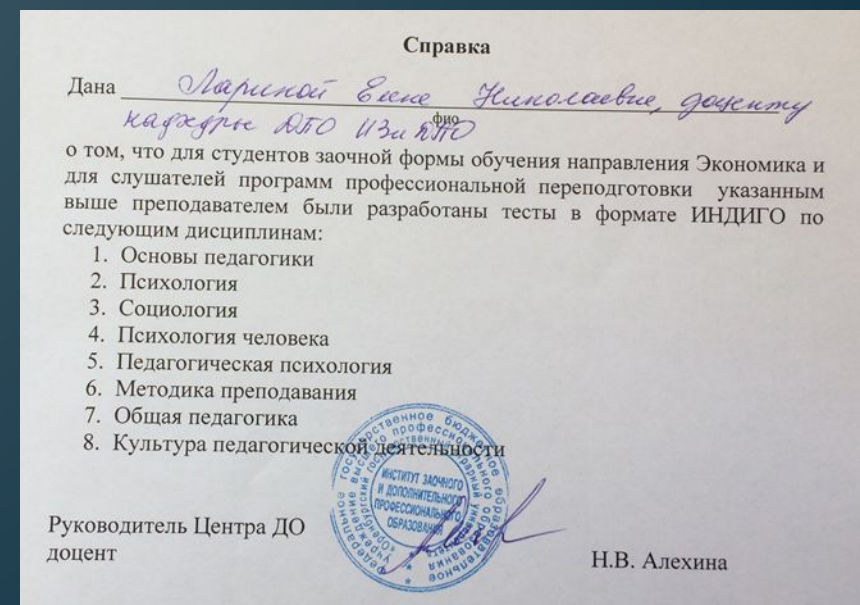 Справка
Дана Лариной Елене Николаевне, доценту
фио
кафедры ДПО ИЗиДПО
о том, что для студентов заочной формы обучения направления Экономика и
для слушателей программ профессиональной переподготовки указанным
выше преподавателем были разработаны тесты в формате ИНДИГО по
следующим дисциплинам:
1. Основы педагогики
2. Психология
3. Социология
4. Психология человека
5. Педагогическая психология
6. Методика преподавания
7. Общая педагогика
8. Культура педагогической деятельности
ИНСТИТУТ ЗАОЧНОГО
И ДОПОЛНИТЕЛЬНОГО
ПРОФЕССИОНАЛЬНОГО
ОБРАЗОВАНИЯ
Руководитель Центра ДО
доцент
Н.В. Алехина